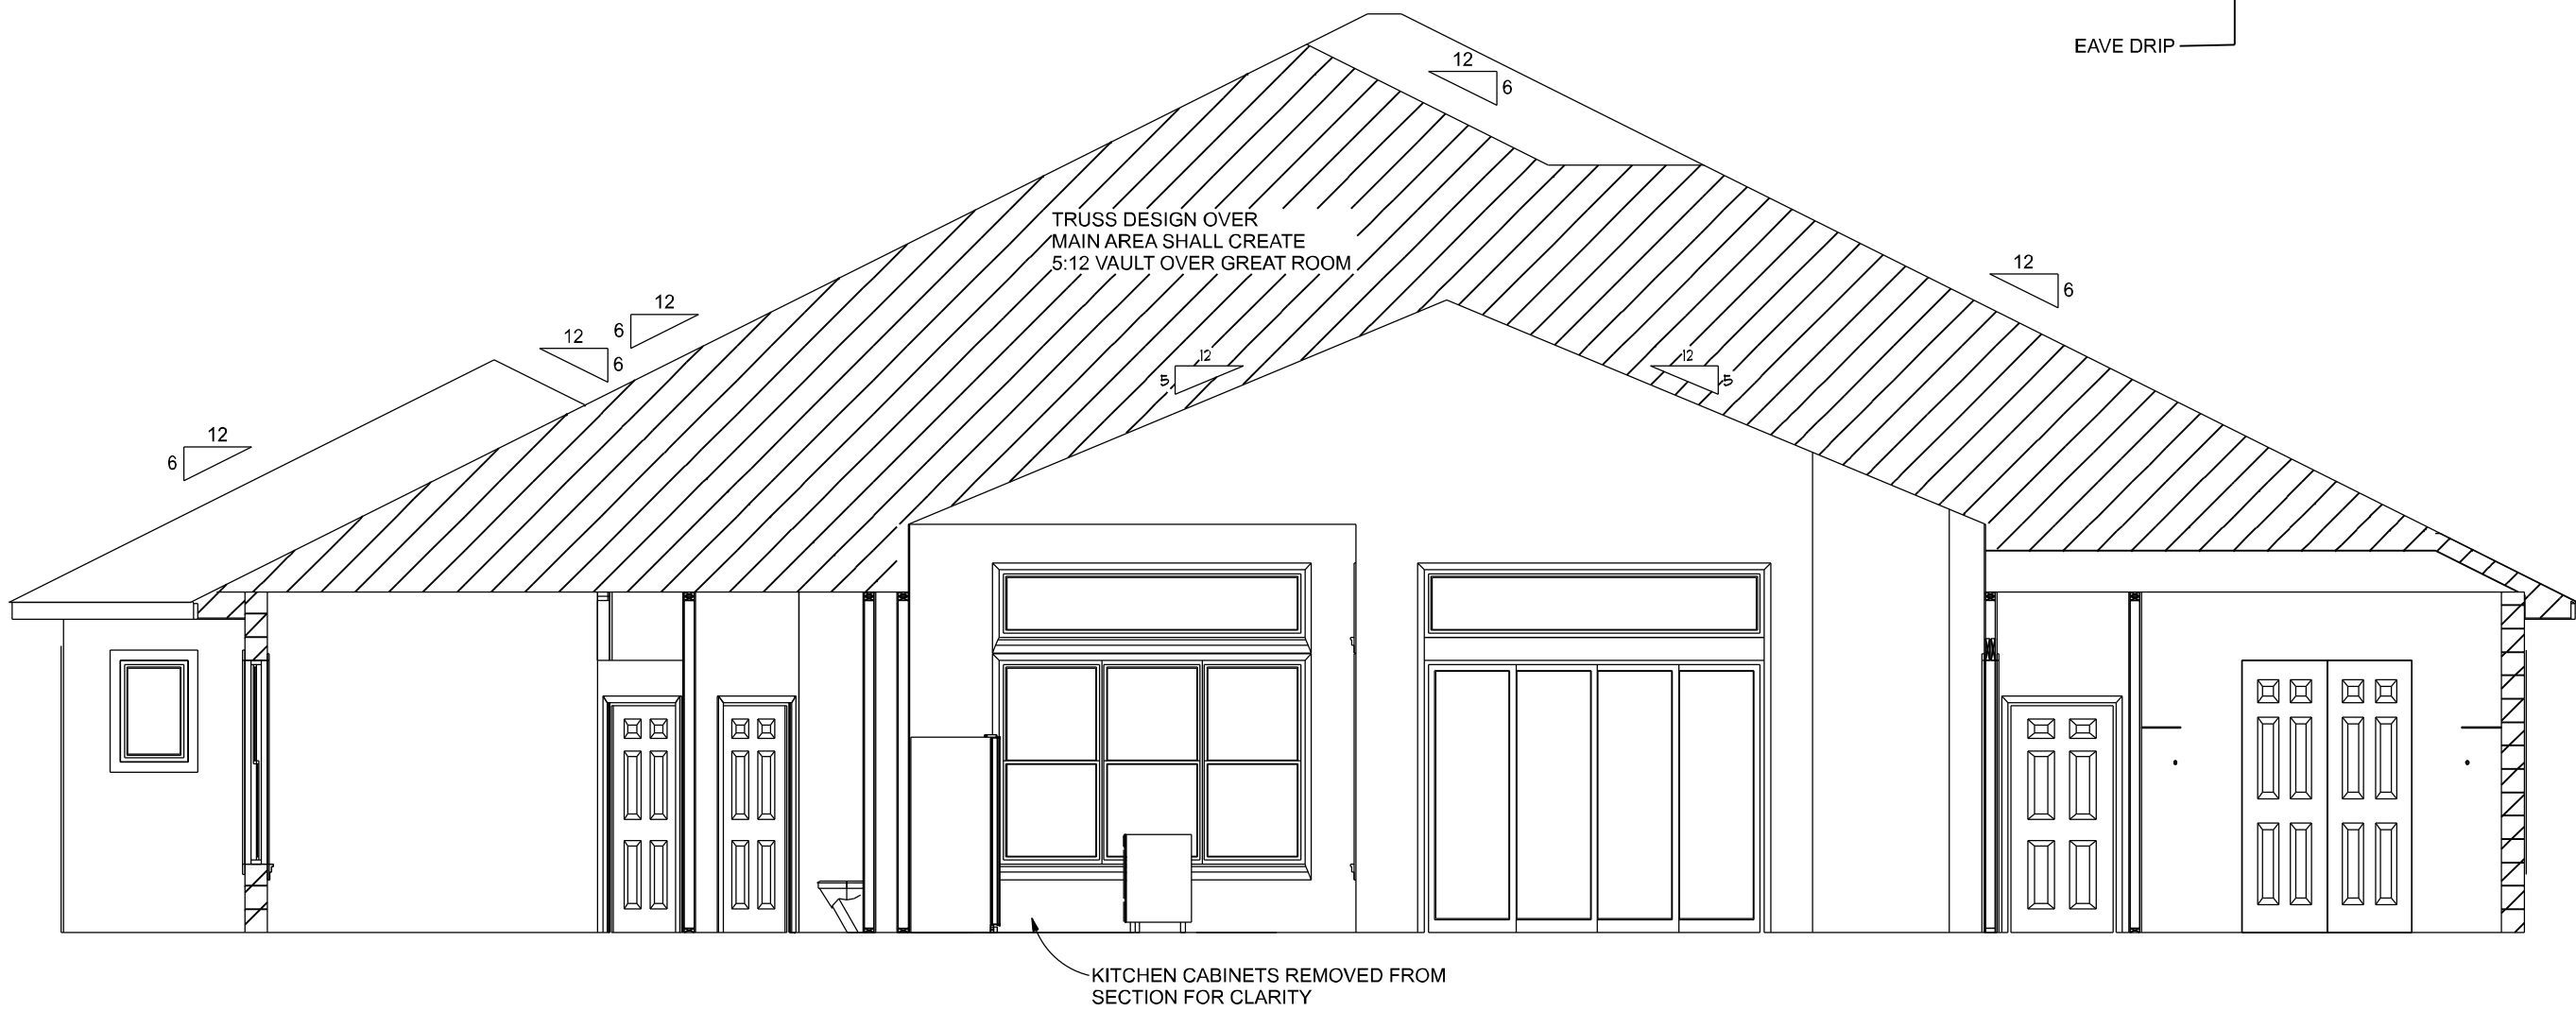 EAVE DRIP
12
6
TRUSS DESIGN OVER
MAIN AREA SHALL CREATE
5:12 VAULT OVER GREAT ROOM
12
6
12
6
12
6
12
5
12
5
12
6
KITCHEN CABINETS REMOVED FROM
SECTION FOR CLARITY